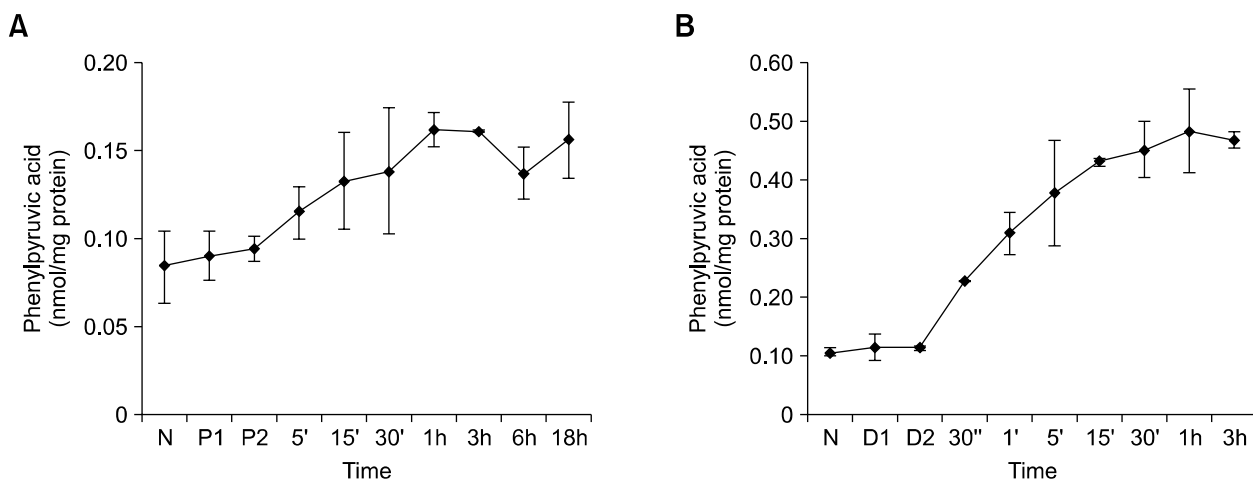 A
Phenylpyruvic acid
(nmol/mg protein)
0.20
0.15
0.10
0.05
0
N P1 P2 5' 15' 30' 1h 3h 6h 18h
Time
B
Phenylpyruvic acid
(nmol/mg protein)
0.60
0.50
0.40
0.30
0.20
0.10
0.00
N D1 D2 30" 1' 5' 15' 30' 1h 3h
Time